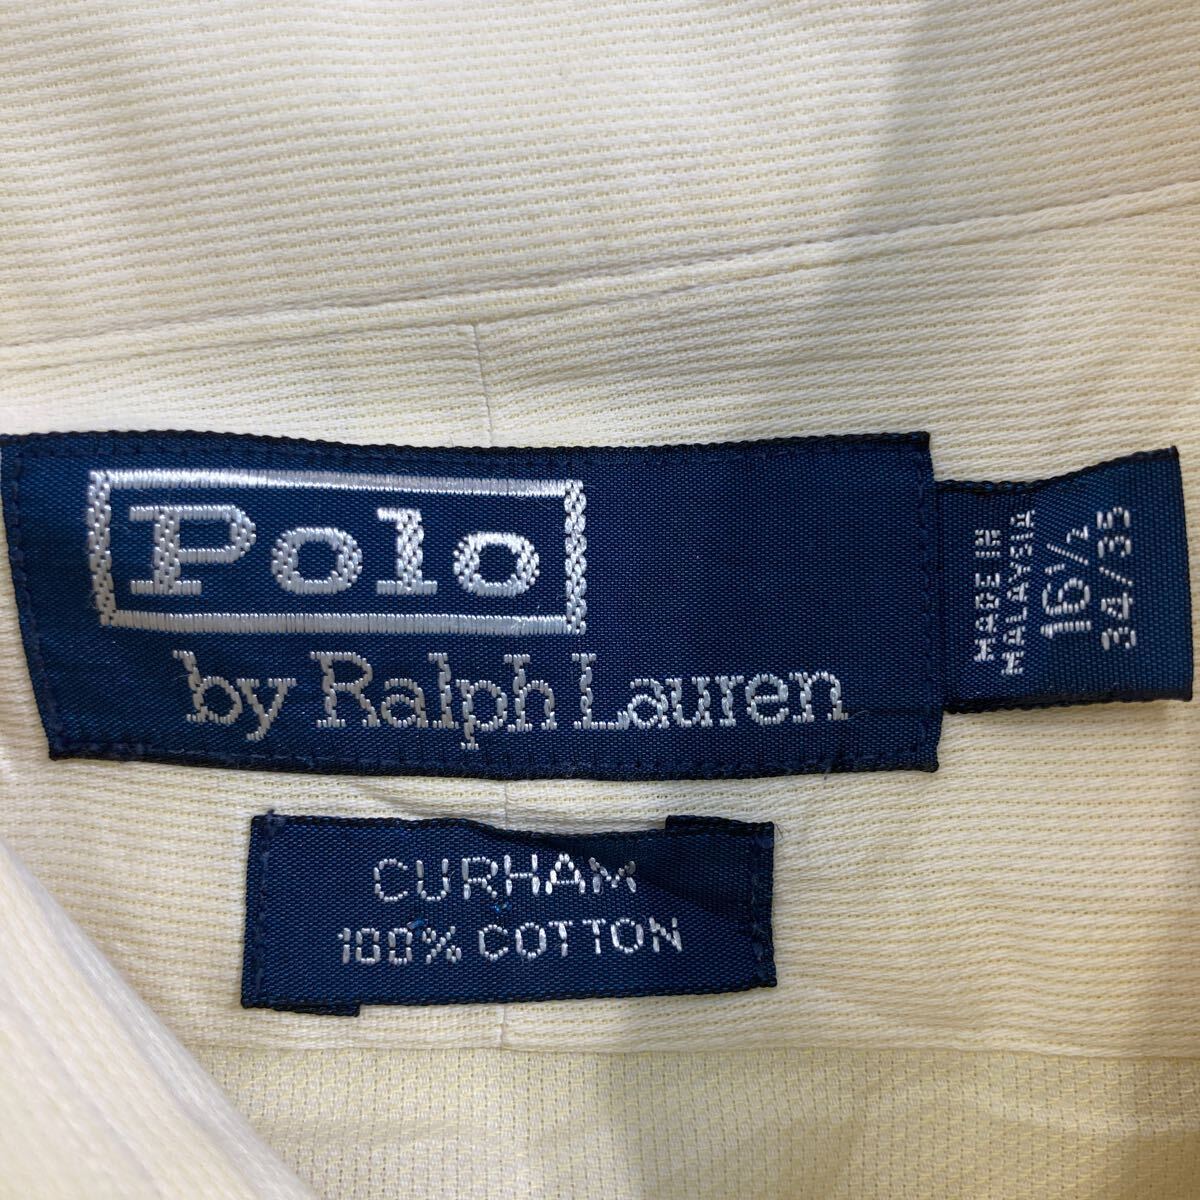 Polo
by Ralph Lauren
MADE IN
MALAYSIA
16½
34/35
CURHAM
100% COTTON